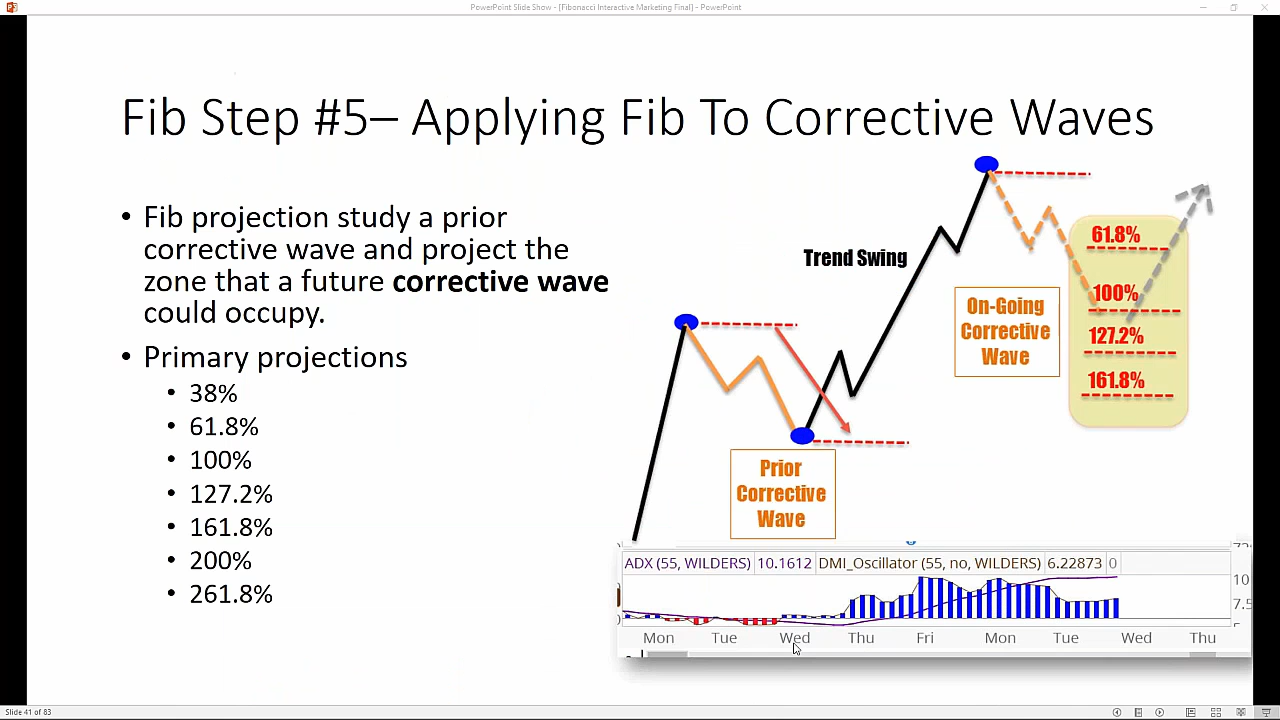 PowerPoint Slide Show - [Fibonacci Interactive Marketing Final] - PowerPoint
Fib Step #5– Applying Fib To Corrective Waves
• Fib projection study a prior
corrective wave and project the
zone that a future corrective wave
could occupy.
• Primary projections
• 38%
• 61.8%
• 100%
• 127.2%
• 161.8%
• 200%
• 261.8%
Trend Swing
On-Going
Corrective
Wave
61.8%
100%
127.2%
161.8%
Prior
Corrective
Wave
ADX (55, WILDERS) 10.1612 DMI_Oscillator (55, no, WILDERS) 6.22873 0
10
7.5
Mon Tue Wed Thu Fri Mon Tue Wed Thu
Slide 41 of 83